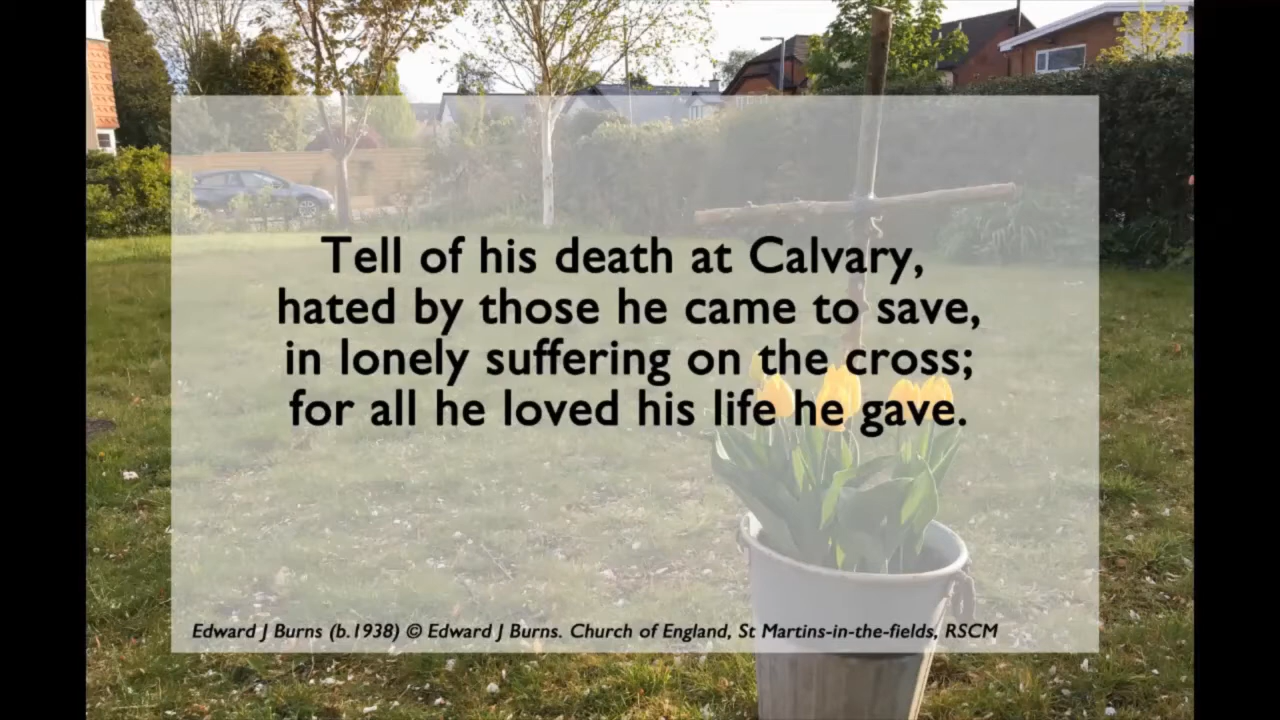 Tell of his death at Calvary,
hated by those he came to save,
in lonely suffering on the cross;
for all he loved his life he gave.
Edward J Burns (b.1938) © Edward J Burns. Church of England, St Martins-in-the-fields, RSCM